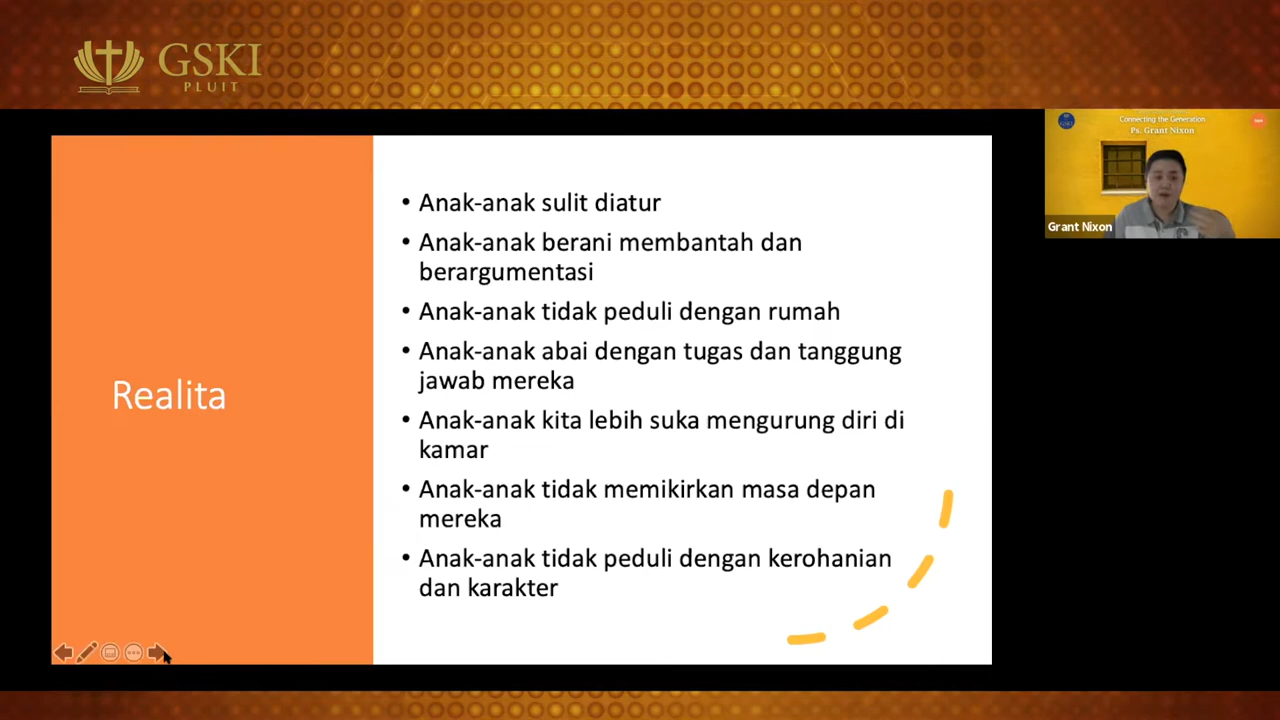 GSKI
PLUIT
Connecting the Generation
Ps. Grant Nixon
Grant Nixon
Realita
• Anak-anak sulit diatur
• Anak-anak berani membantah dan
berargumentasi
• Anak-anak tidak peduli dengan rumah
• Anak-anak abai dengan tugas dan tanggung
jawab mereka
• Anak-anak kita lebih suka mengurung diri di
kamar
• Anak-anak tidak memikirkan masa depan
mereka
• Anak-anak tidak peduli dengan kerohanian
dan karakter